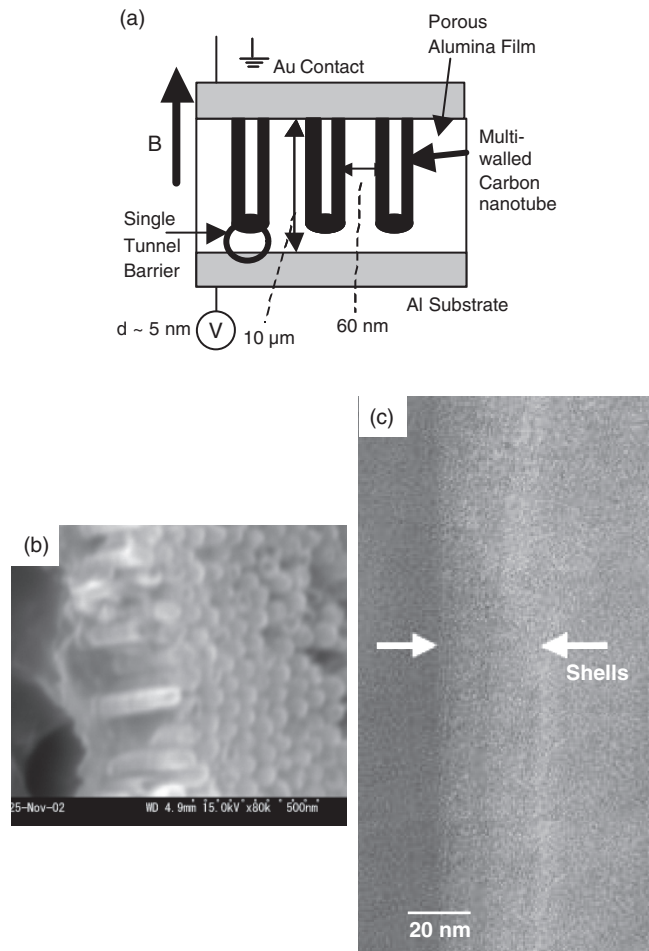 (a)
Porous
Alumina Film
Au Contact
B
Multi-
walled
Carbon
nanotube
Single
Tunnel
Barrier
Al Substrate
d ~ 5 nm
V
10 μm
60 nm
(b)
25-Nov-02 WD 4.9mm 15.0kV x80k 500nm
(c)
Shells
20 nm